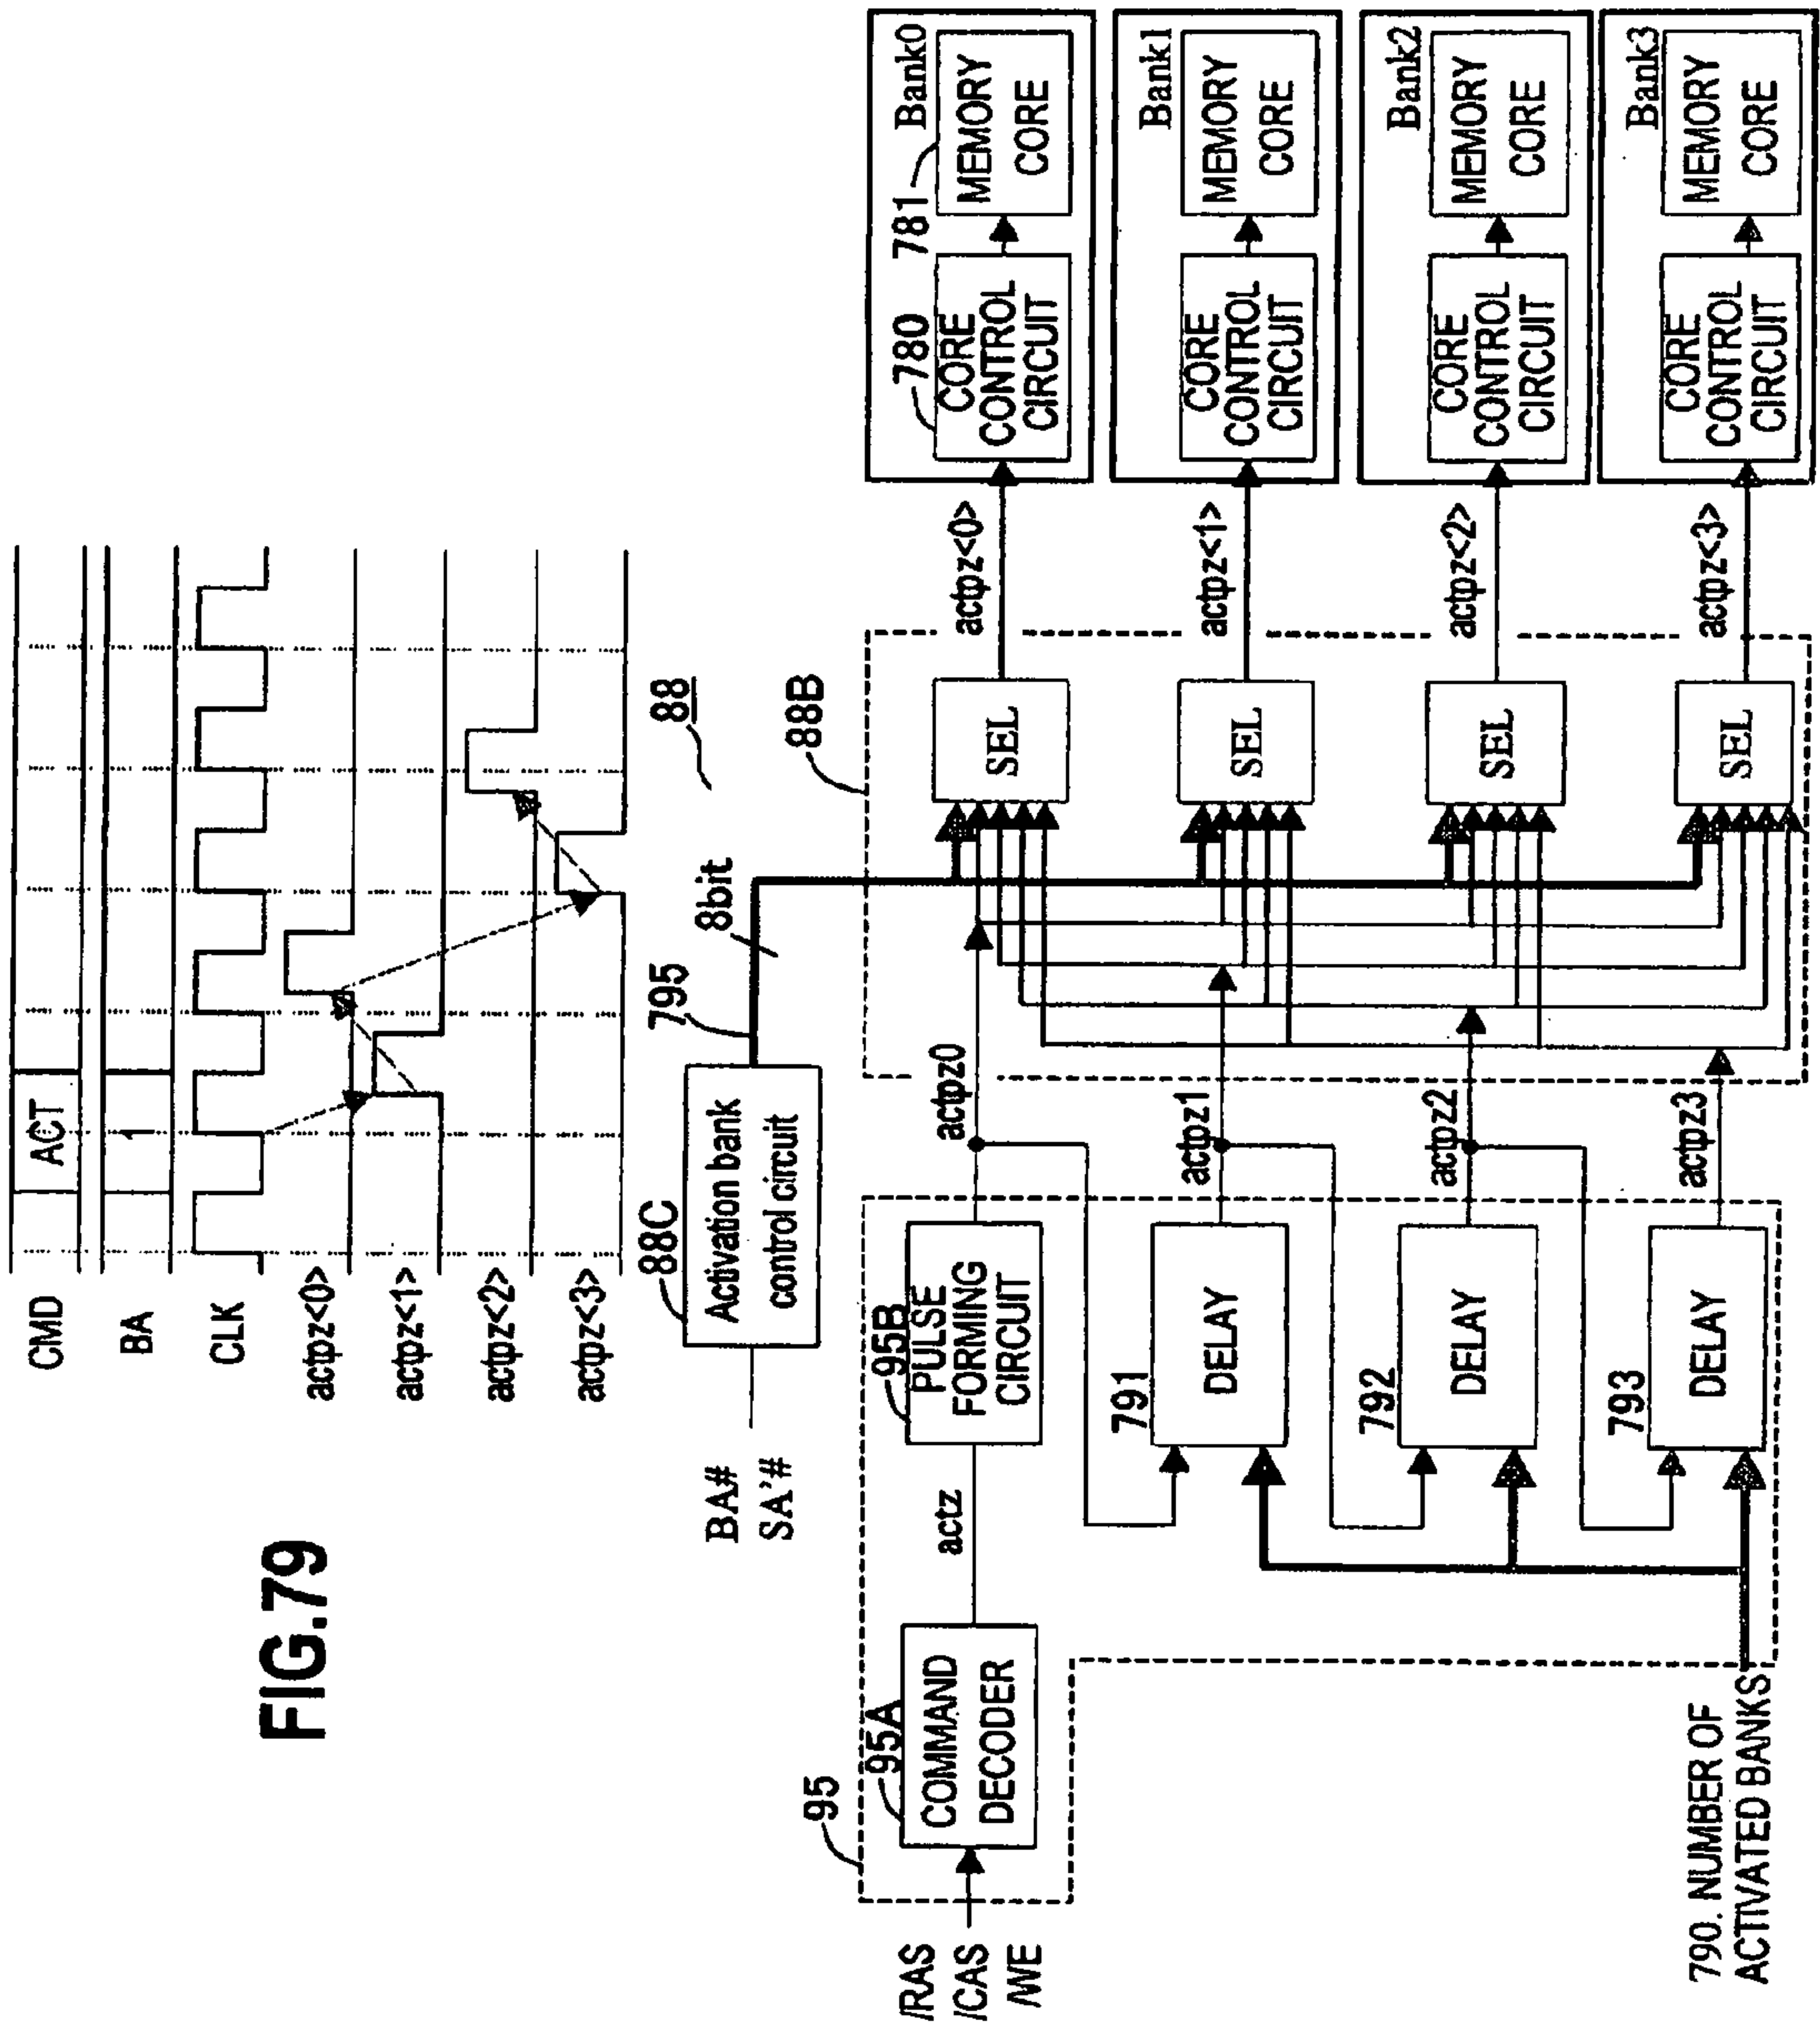 FIG.79
CMD
ACT
BA
1
CLK
actpz<0>
actpz<1>
actpz<2>
actpz<3>
88
BA#
SA'#
88C
Activation bank
control circuit
795
8bit
88B
95
/RAS
/CAS
/WE
95A
COMMAND
DECODER
actz
95B
PULSE
FORMING
CIRCUIT
actpz0
SEL
actpz<0>
780
CORE
CONTROL
CIRCUIT
781
Bank0
MEMORY
CORE
791
DELAY
actpz1
SEL
actpz<1>
CORE
CONTROL
CIRCUIT
Bank1
MEMORY
CORE
792
DELAY
actpz2
SEL
actpz<2>
CORE
CONTROL
CIRCUIT
Bank2
MEMORY
CORE
793
DELAY
actpz3
SEL
actpz<3>
CORE
CONTROL
CIRCUIT
Bank3
MEMORY
CORE
790. NUMBER OF
ACTIVATED BANKS